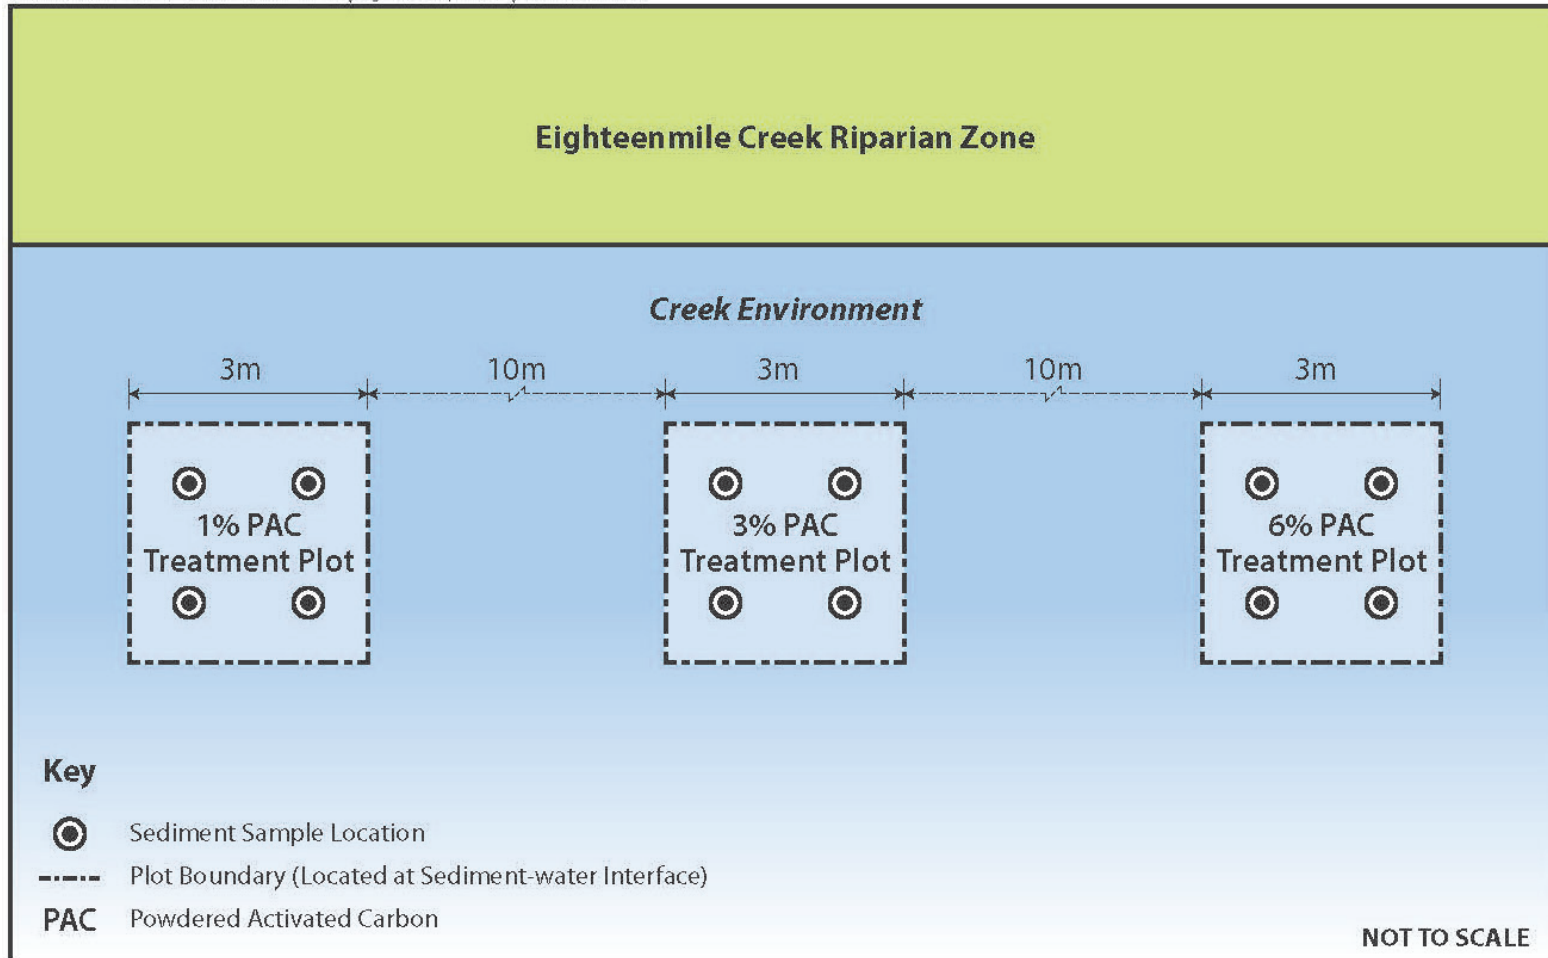 Eighteenmile Creek Riparian Zone
Creek Environment
3m 10m 3m 10m 3m
1% PAC
Treatment Plot
3% PAC
Treatment Plot
6% PAC
Treatment Plot
Key
Sediment Sample Location
Plot Boundary (Located at Sediment-water Interface)
PAC Powdered Activated Carbon
NOT TO SCALE